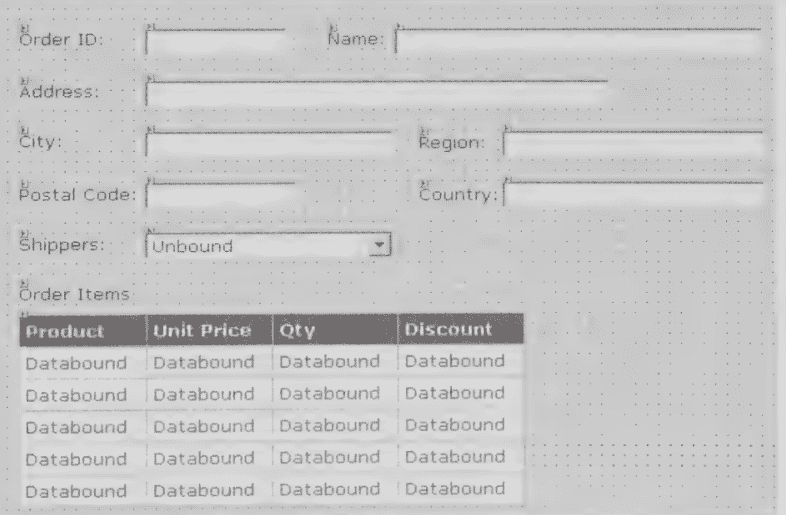 Order ID: Name:
Address:
City: Region:
Postal Code: Country:
Shippers: Unbound
Order Items
Product Unit Price Qty Discount
Databound Databound Databound Databound
Databound Databound Databound Databound
Databound Databound Databound Databound
Databound Databound Databound Databound
Databound Databound Databound Databound